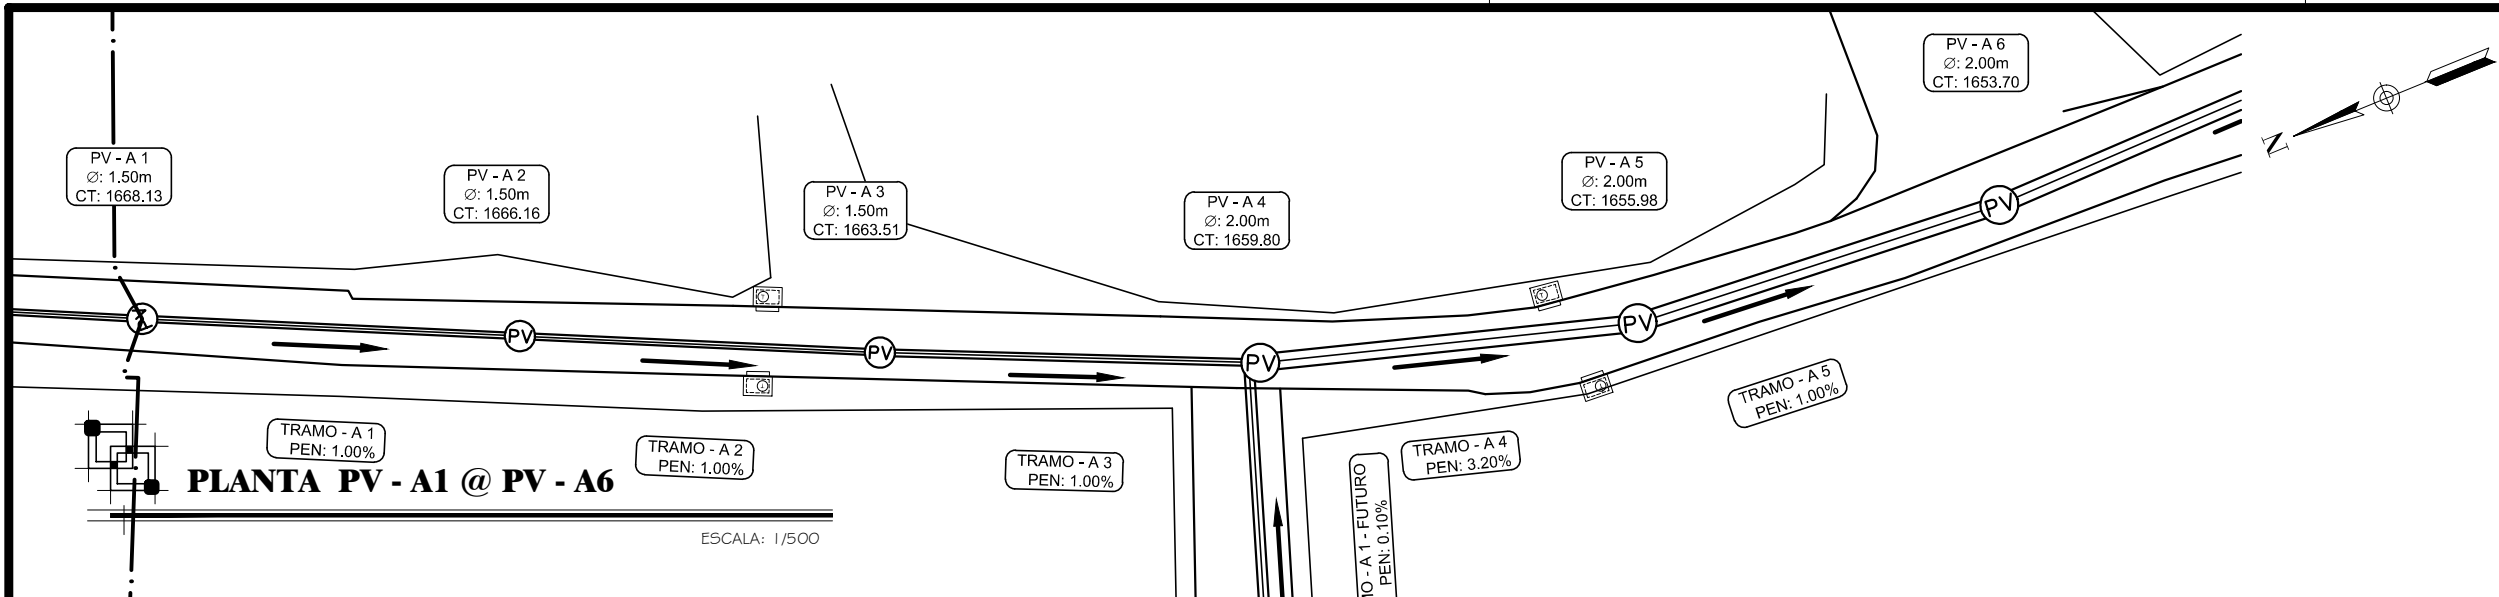 PV - A 1
Ø: 1.50m
CT: 1668.13
PV - A 2
Ø: 1.50m
CT: 1666.16
PV - A 3
Ø: 1.50m
CT: 1663.51
PV - A 4
Ø: 2.00m
CT: 1659.80
PV - A 5
Ø: 2.00m
CT: 1655.98
PV - A 6
Ø: 2.00m
CT: 1653.70
N
PV
PV
PV
PV
PV
TRAMO - A 1
PEN: 1.00%
TRAMO - A 2
PEN: 1.00%
TRAMO - A 3
PEN: 1.00%
TRAMO - A 4
PEN: 3.20%
TRAMO - A 5
PEN: 1.00%
A 1 - FUTURO
PEN: 0.10%
PLANTA PV - A1 @ PV - A6
ESCALA: 1/500